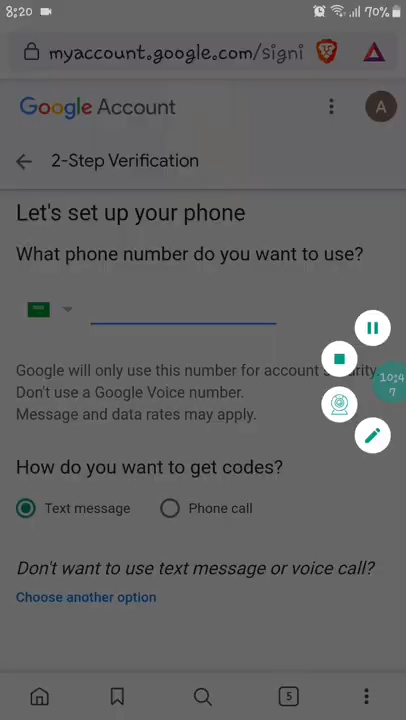 8:20
70%
myaccount.google.com/signi
Google Account
A
2-Step Verification
Let's set up your phone
What phone number do you want to use?
Google will only use this number for account security.
Don't use a Google Voice number.
Message and data rates may apply.
10:47
How do you want to get codes?
Text message
Phone call
Don't want to use text message or voice call?
Choose another option
5